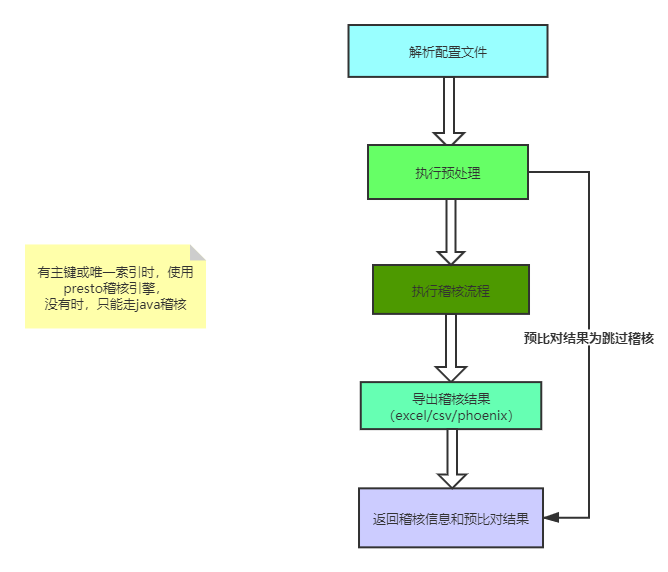 解析配置文件
执行预处理
有主键或唯一索引时，使用
presto稽核引擎，
没有时，只能走java稽核
执行稽核流程
预比对结果为跳过稽核
导出稽核结果
（excel/csv/phoenix）
返回稽核信息和预比对结果